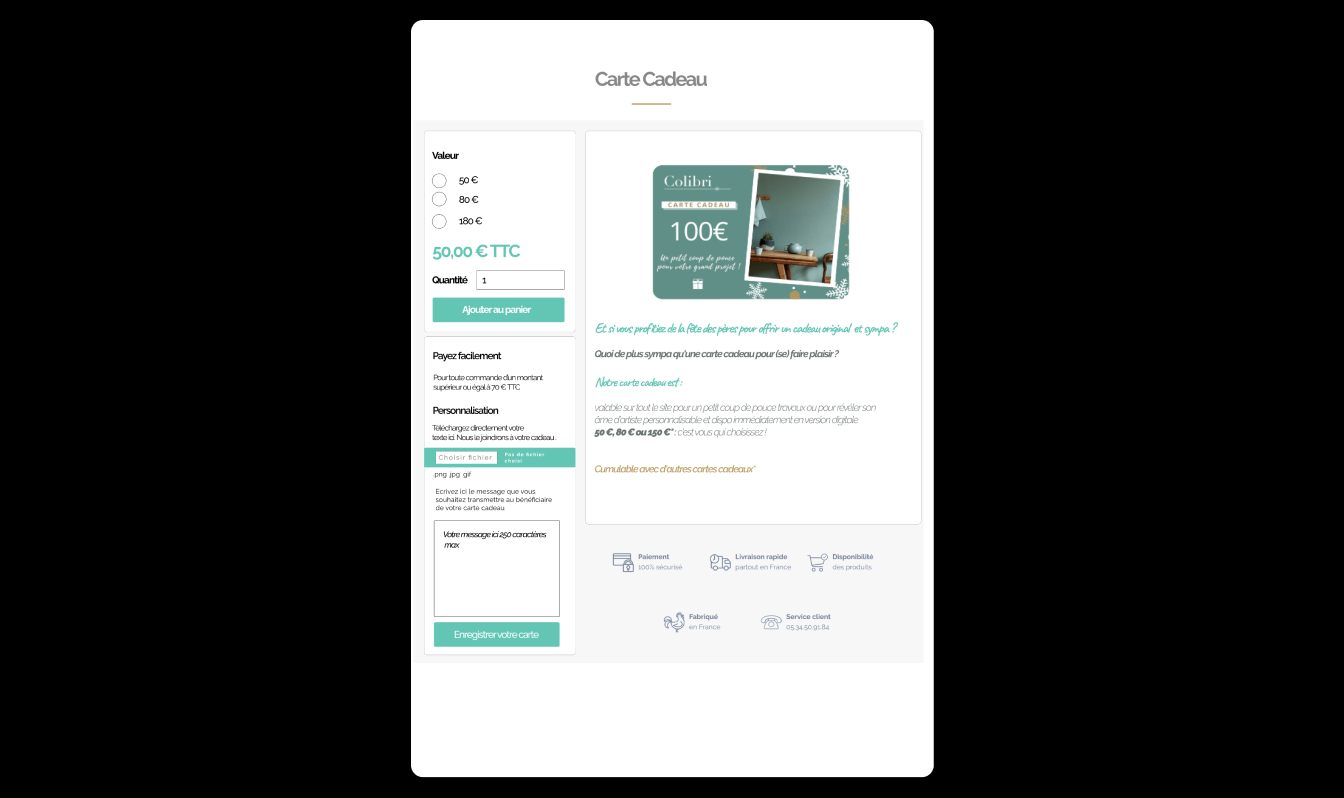 Carte Cadeau
Valeur
50 €
80 €
180 €
50,00 € TTC
Quantité 1
Ajouter au panier
Payez facilement
Pour toute commande d'un montant
supérieur ou égal à 70 € TTC
Personnalisation
Téléchargez directement votre
texte ici. Nous le joindrons à votre cadeau .
Choisir fichier
Pas de fichier
choisi
.png .jpg .gif
Ecrivez ici le message que vous
souhaitez transmettre au bénéficiaire
de votre carte cadeau
Votre message ici 250 caractères
max
Enregistrer votre carte
Colibri
CARTE CADEAU
100€
Un petit coup de pouce
pour votre grand projet !
Et si vous profitiez de la fête des pères pour offrir un cadeau original et sympa ?
Quoi de plus sympa qu'une carte cadeau pour (se) faire plaisir ?
Notre carte cadeau est :
valable sur tout le site pour un petit coup de pouce travaux ou pour révéler son
âme d'artiste personnalisable et dispo immédiatement en version digitale
50 €, 80 € ou 150 €* : c'est vous qui choisissez !
Cumulable avec d'autres cartes cadeaux*
Paiement
100% sécurisé
Livraison rapide
partout en France
Disponibilité
des produits
Fabriqué
en France
Service client
05.34.50.91.84